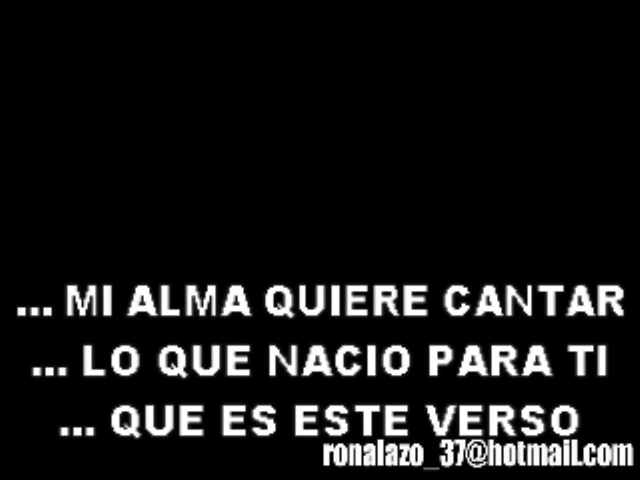 ... MI ALMA QUIERE CANTAR
... LO QUE NACIO PARA TI
... QUE ES ESTE VERSO
ronalazo_37@hotmail.com